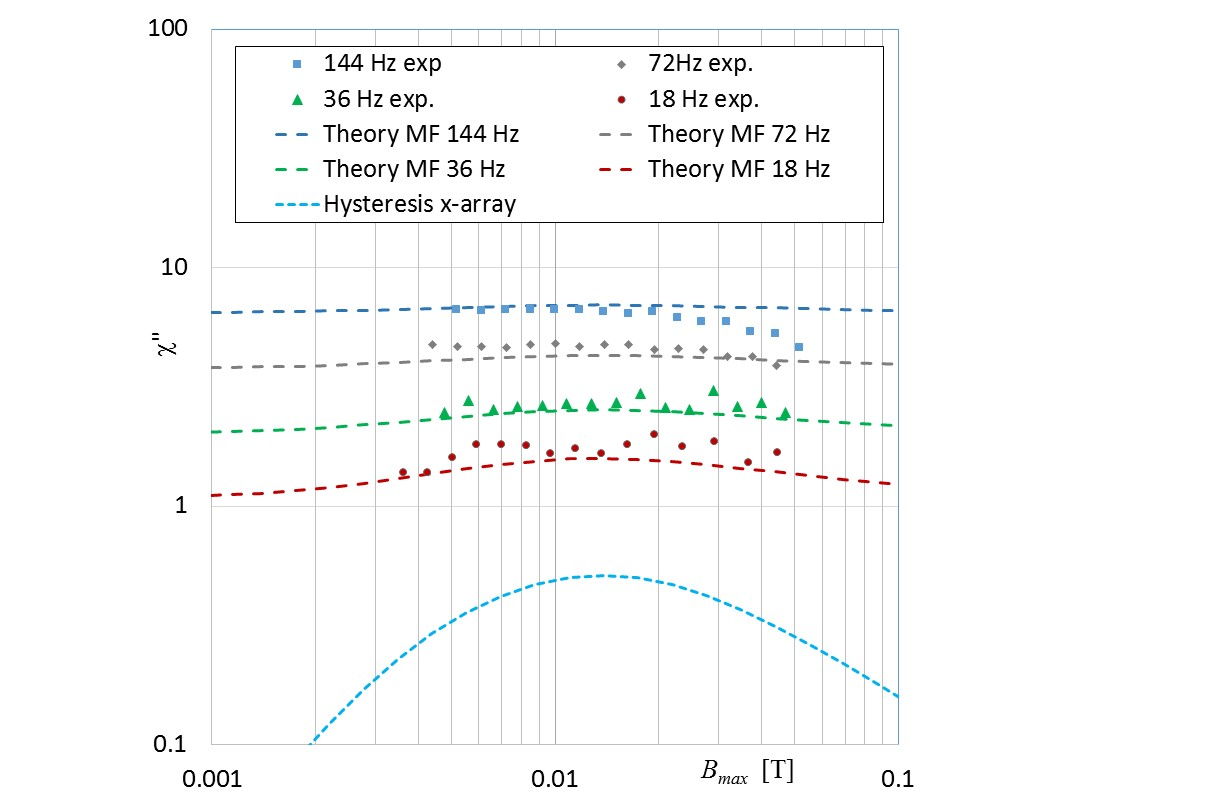 100
144 Hz exp 72Hz exp.
36 Hz exp. 18 Hz exp.
Theory MF 144 Hz Theory MF 72 Hz
Theory MF 36 Hz Theory MF 18 Hz
Hysteresis x-array
10
χ"
1
0.1
0.001 0.01 Bmax [T] 0.1